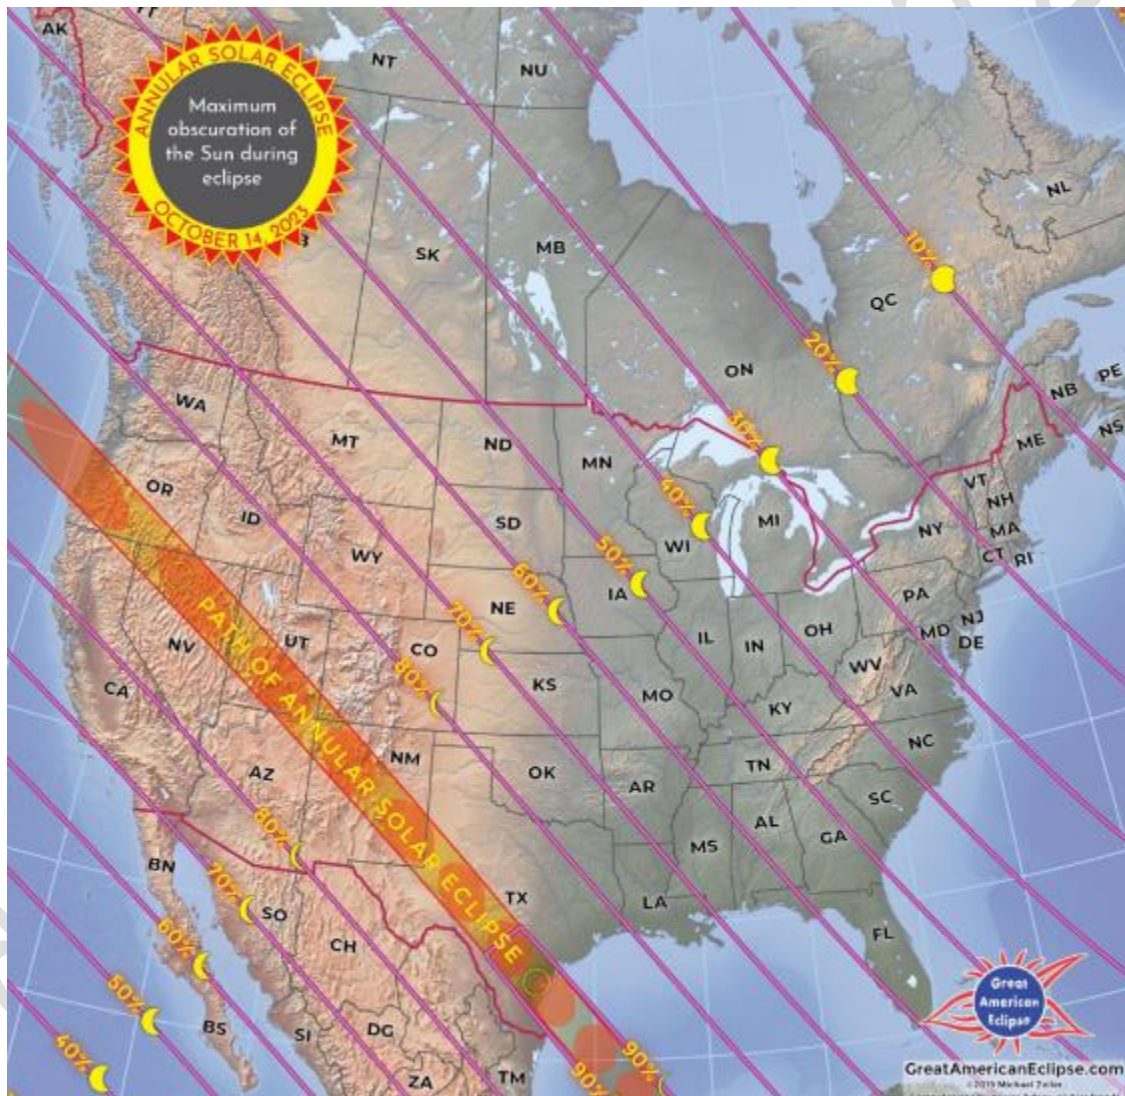 AK
NT
NU
ANNULAR SOLAR ECLIPSE
Maximum
obscuration of
the Sun during
eclipse
OCTOBER 14, 2023
NL
SK
MB
10%
QC
ON
20%
NB
PE
NS
ME
WA
MT
ND
MN
30%
VT
NH
OR
ID
SD
40%
WI
MI
NY
MA
CT
RI
WY
50%
60%
NE
IA
PA
NJ
DE
MD
PATH OF ANNULAR SOLAR ECLIPSE
NV
UT
CO
70%
80%
KS
IL
IN
OH
WV
VA
CA
MO
KY
NC
AZ
NM
OK
AR
TN
SC
80%
MS
AL
GA
BN
70%
SO
CH
TX
LA
FL
60%
50%
BS
SI
DG
40%
ZA
TM
90%
90%
Great
American
Eclipse
GreatAmericanEclipse.com
©2019 Michael Zeiler